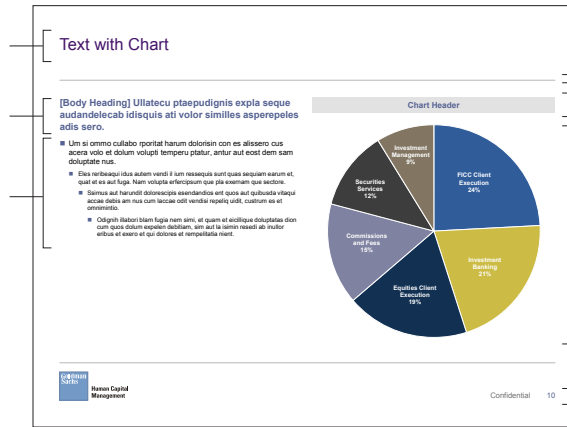 Text with Chart
[Body Heading] Ullatecu ptaepudignis expla seque
audandelecab idisquis ati volor similles asperepeles
adis sero.
Um si ommo cullabo rporitat harum dolorisin con es alissero cus
acera volo et dolum volupti temperu ptatur, antur aut eost dem sam
doluptate nus.
Eles reribeaqui idus autem vendi il ium ressequis sunt quas sequiam earum et,
quat et es aut fuga. Nam volupta erfercipsum que pla exernam que sectore.
Ssimus aut harundit dolorescipis esendandios ent quos aut quibusda vitaqui
accae debis am nus cum laccae odit vendisi repeliq uidit, custrum es et
omnimintio.
Odignih illabori blam fugia nem simi, et quam et eicillique doluptatas dion
cum quos dolum expelen debitiam, sim aut la isimin resedi ab inullor
eribus et exero et qui dolores et rempelitatia nient.
Chart Header
Investment
Management
9%
FICC Client
Execution
24%
Securities
Services
12%
Commissions
and Fees
15%
Investment
Banking
21%
Equities Client
Execution
19%
Goldman
Sachs
Human Capital
Management
Confidential 10